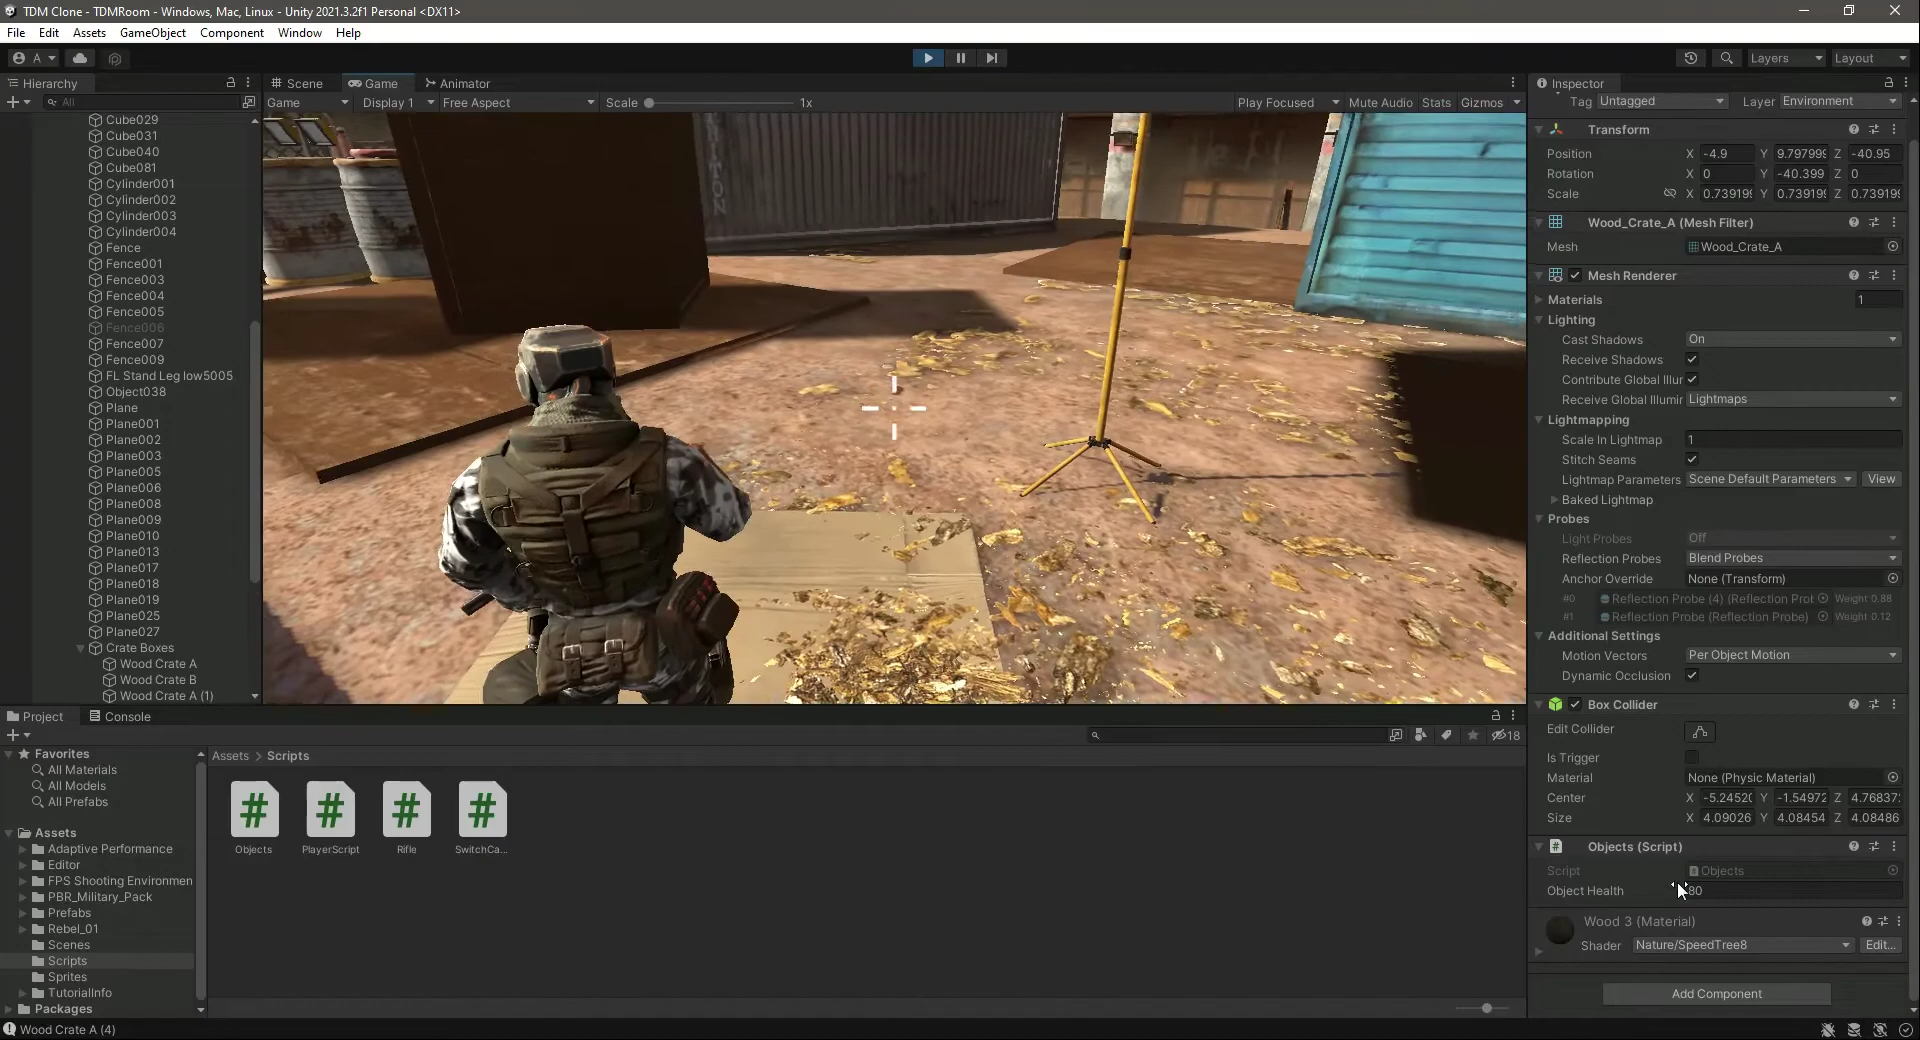 TDM Clone - TDMRoom - Windows, Mac, Linux - Unity 2021.3.2f1 Personal <DX11>
File Edit Assets GameObject Component Window Help
A Layers Layout
Hierarchy
All
Cube029
Cube031
Cube040
Cube081
Cylinder001
Cylinder002
Cylinder003
Cylinder004
Fence
Fence001
Fence003
Fence004
Fence005
Fence006
Fence007
Fence009
FL Stand Leg low5005
Object038
Plane
Plane001
Plane002
Plane003
Plane005
Plane006
Plane008
Plane009
Plane010
Plane013
Plane017
Plane018
Plane019
Plane025
Plane027
Crate Boxes
Wood Crate A
Wood Crate B
Wood Crate A (1)
Scene Game Animator
Game Display 1 Free Aspect Scale 1x Play Focused Mute Audio Stats Gizmos
Inspector
Tag Untagged Layer Environment
Transform
Position X -4.9 Y 9.797999 Z -40.95
Rotation X 0 Y -40.399 Z 0
Scale X 0.739199 Y 0.739199 Z 0.739199
Wood_Crate_A (Mesh Filter)
Mesh Wood_Crate_A
Mesh Renderer
Materials 1
Lighting
Cast Shadows On
Receive Shadows
Contribute Global Illur
Receive Global Illumir Lightmaps
Lightmapping
Scale In Lightmap 1
Stitch Seams
Lightmap Parameters Scene Default Parameters View
Baked Lightmap
Probes
Light Probes Off
Reflection Probes Blend Probes
Anchor Override None (Transform)
#0 Reflection Probe (4) (Reflection Prot Weight 0.88
#1 Reflection Probe (Reflection Probe) Weight 0.12
Additional Settings
Motion Vectors Per Object Motion
Dynamic Occlusion
Box Collider
Edit Collider
Is Trigger
Material None (Physic Material)
Center X -5.24520 Y -1.54972 Z 4.76837
Size X 4.09026 Y 4.08454 Z 4.08486
Objects (Script)
Script Objects
Object Health 80
Wood 3 (Material)
Shader Nature/SpeedTree8 Edit...
Add Component
Project Console
18
Favorites
All Materials
All Models
All Prefabs
Assets
Adaptive Performance
Editor
FPS Shooting Environmen
PBR_Military_Pack
Prefabs
Rebel_01
Scenes
Scripts
Sprites
TutorialInfo
Packages
Assets > Scripts
Objects PlayerScript Rifle SwitchCa...
Wood Crate A (4)